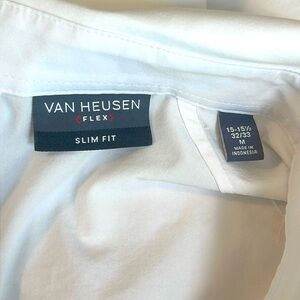 VAN HEUSEN
<FLEX>
SLIM FIT
15-15½
32/33
M
MADE IN
INDONESIA